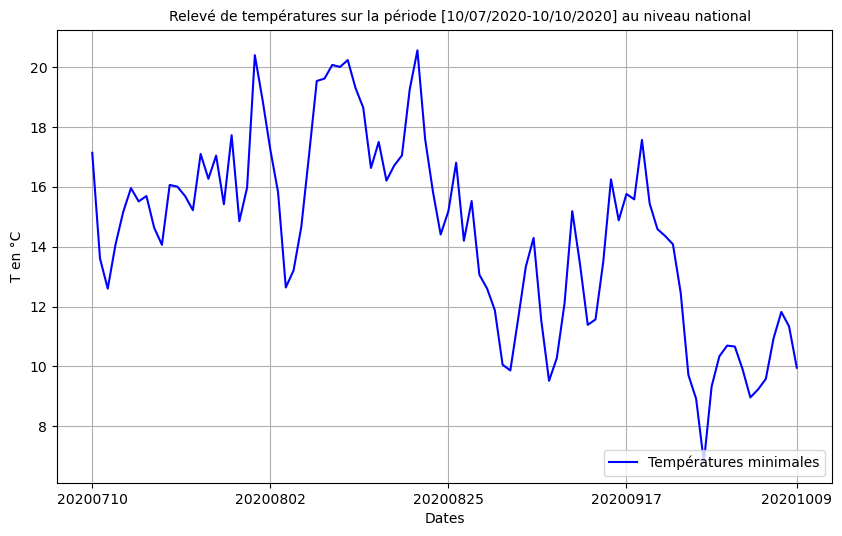 Relevé de températures sur la période [10/07/2020-10/10/2020] au niveau national
T en °C
20
18
16
14
12
10
8
Températures minimales
20200710 20200802 20200825 20200917 20201009
Dates